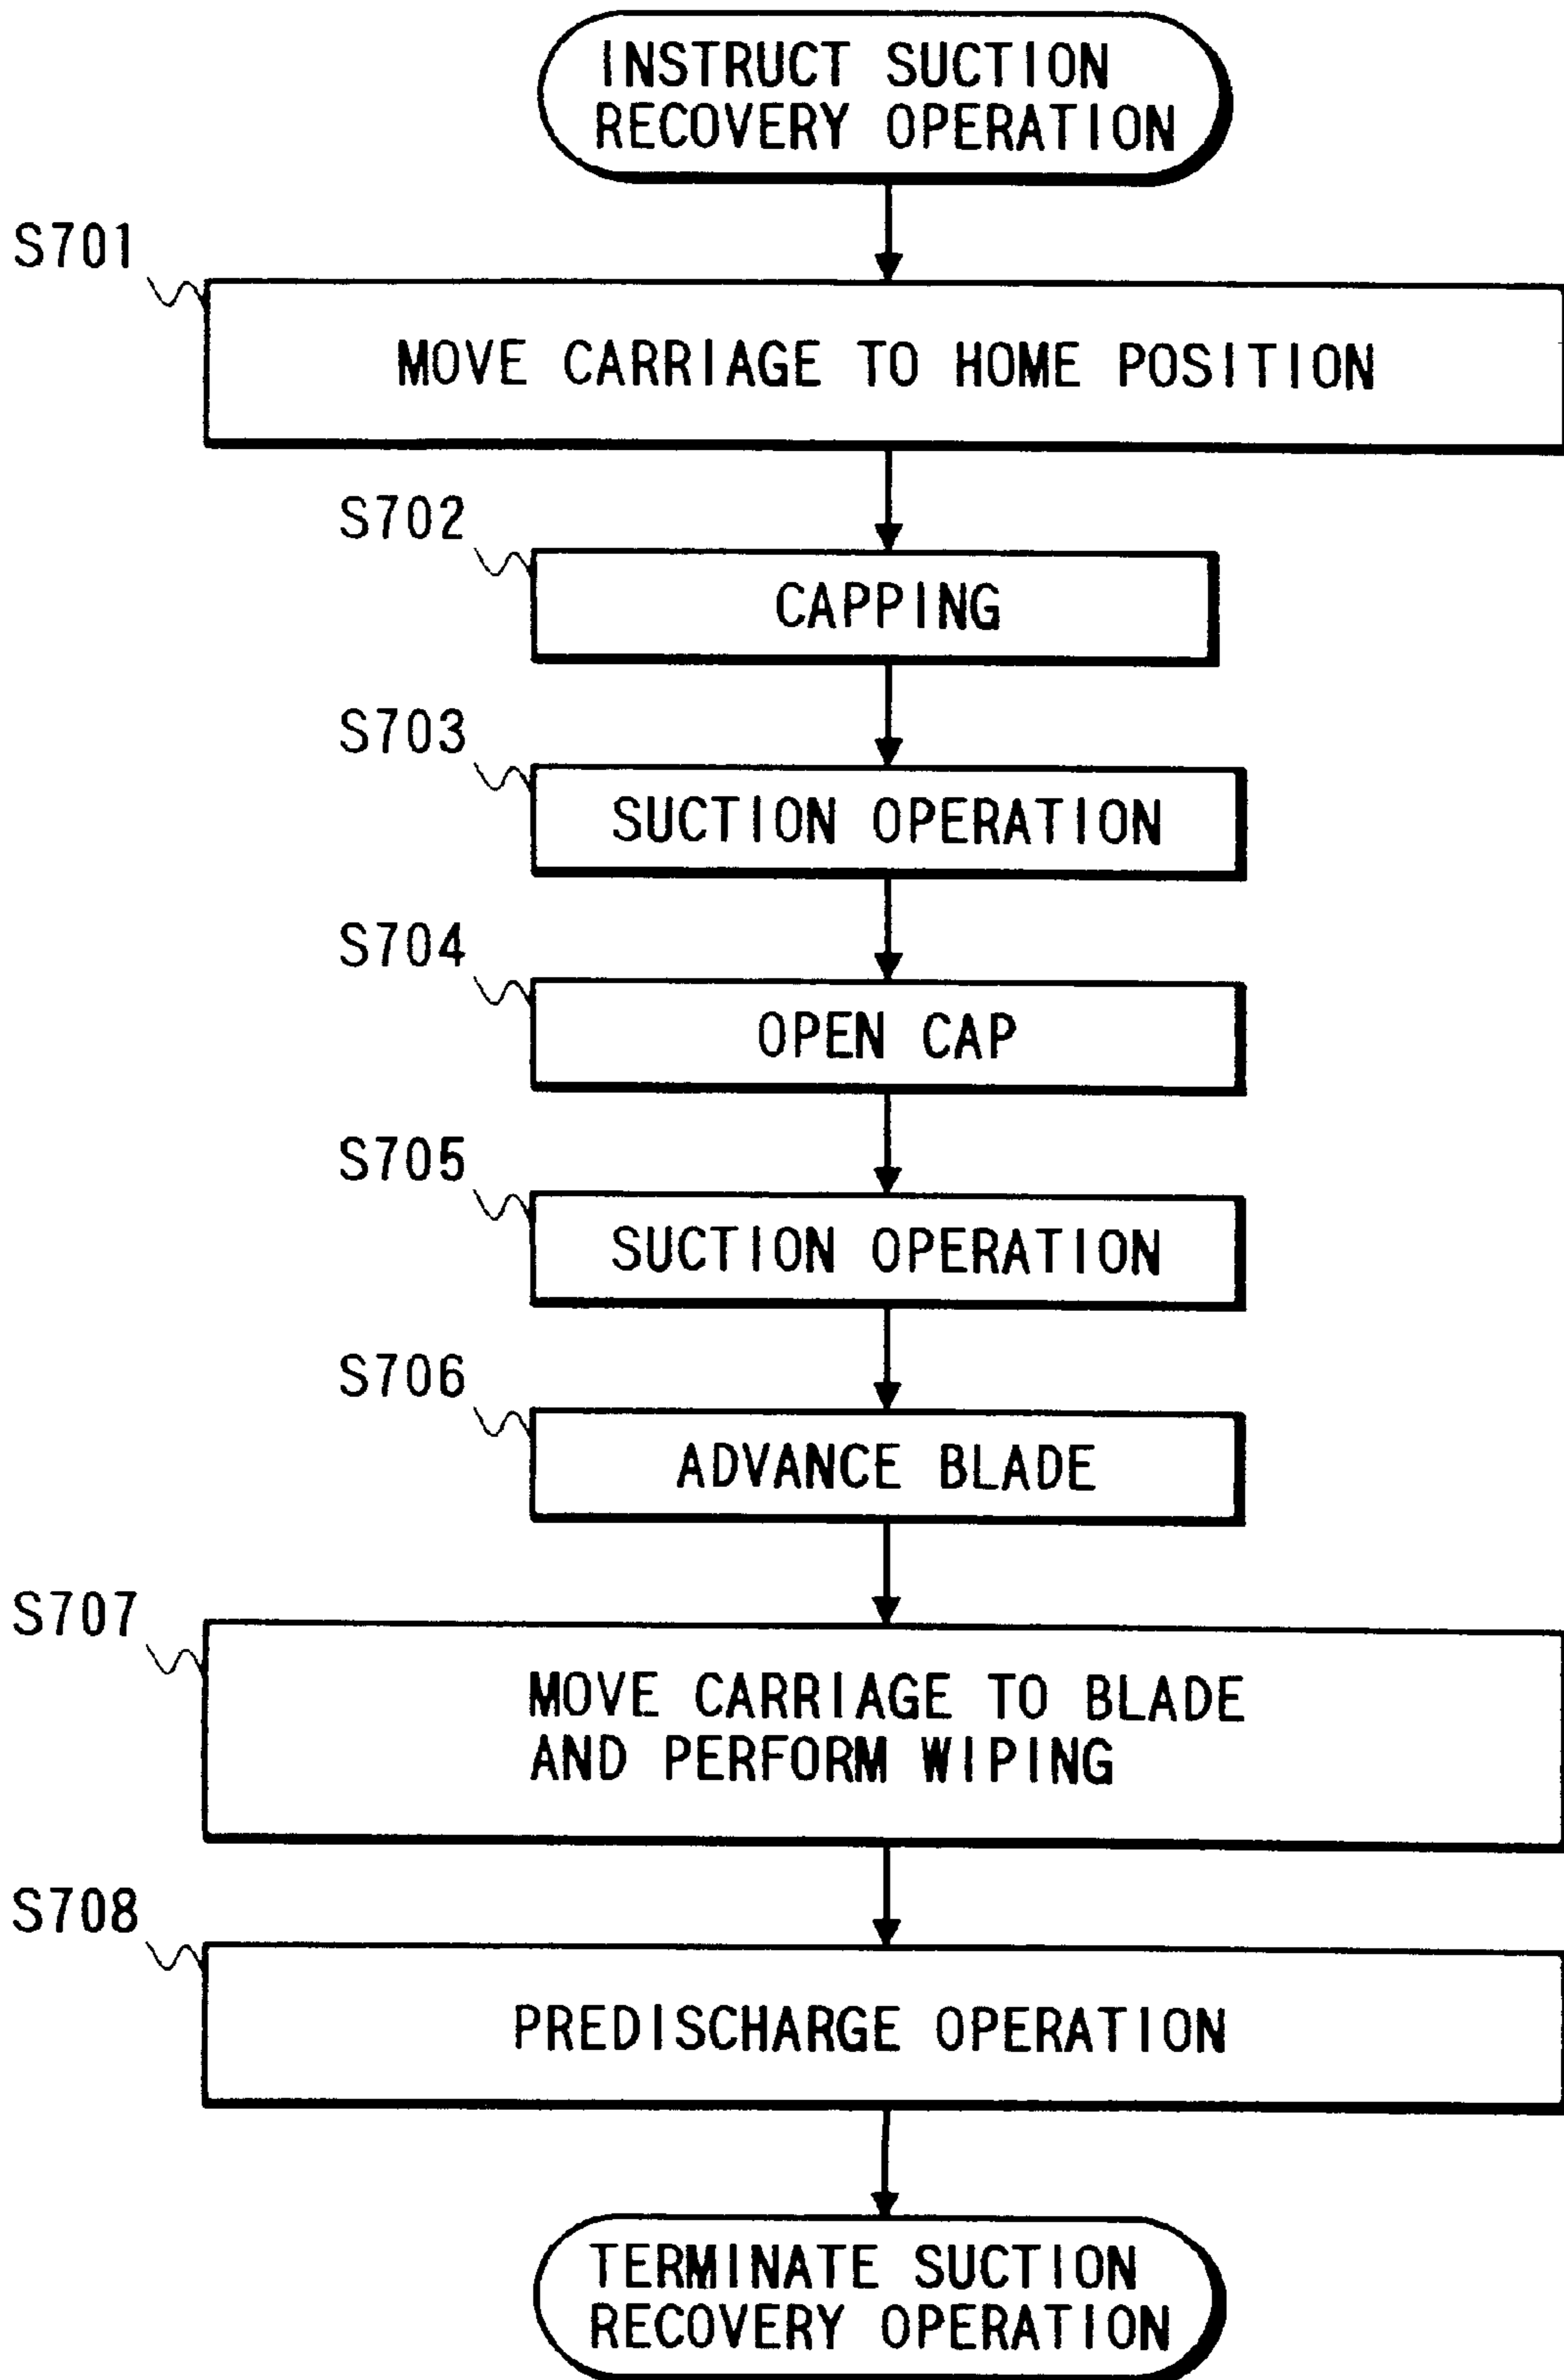 INSTRUCT SUCTION
RECOVERY OPERATION
S701
MOVE CARRIAGE TO HOME POSITION
S702
CAPPING
S703
SUCTION OPERATION
S704
OPEN CAP
S705
SUCTION OPERATION
S706
ADVANCE BLADE
S707
MOVE CARRIAGE TO BLADE
AND PERFORM WIPING
S708
PREDISCHARGE OPERATION
TERMINATE SUCTION
RECOVERY OPERATION